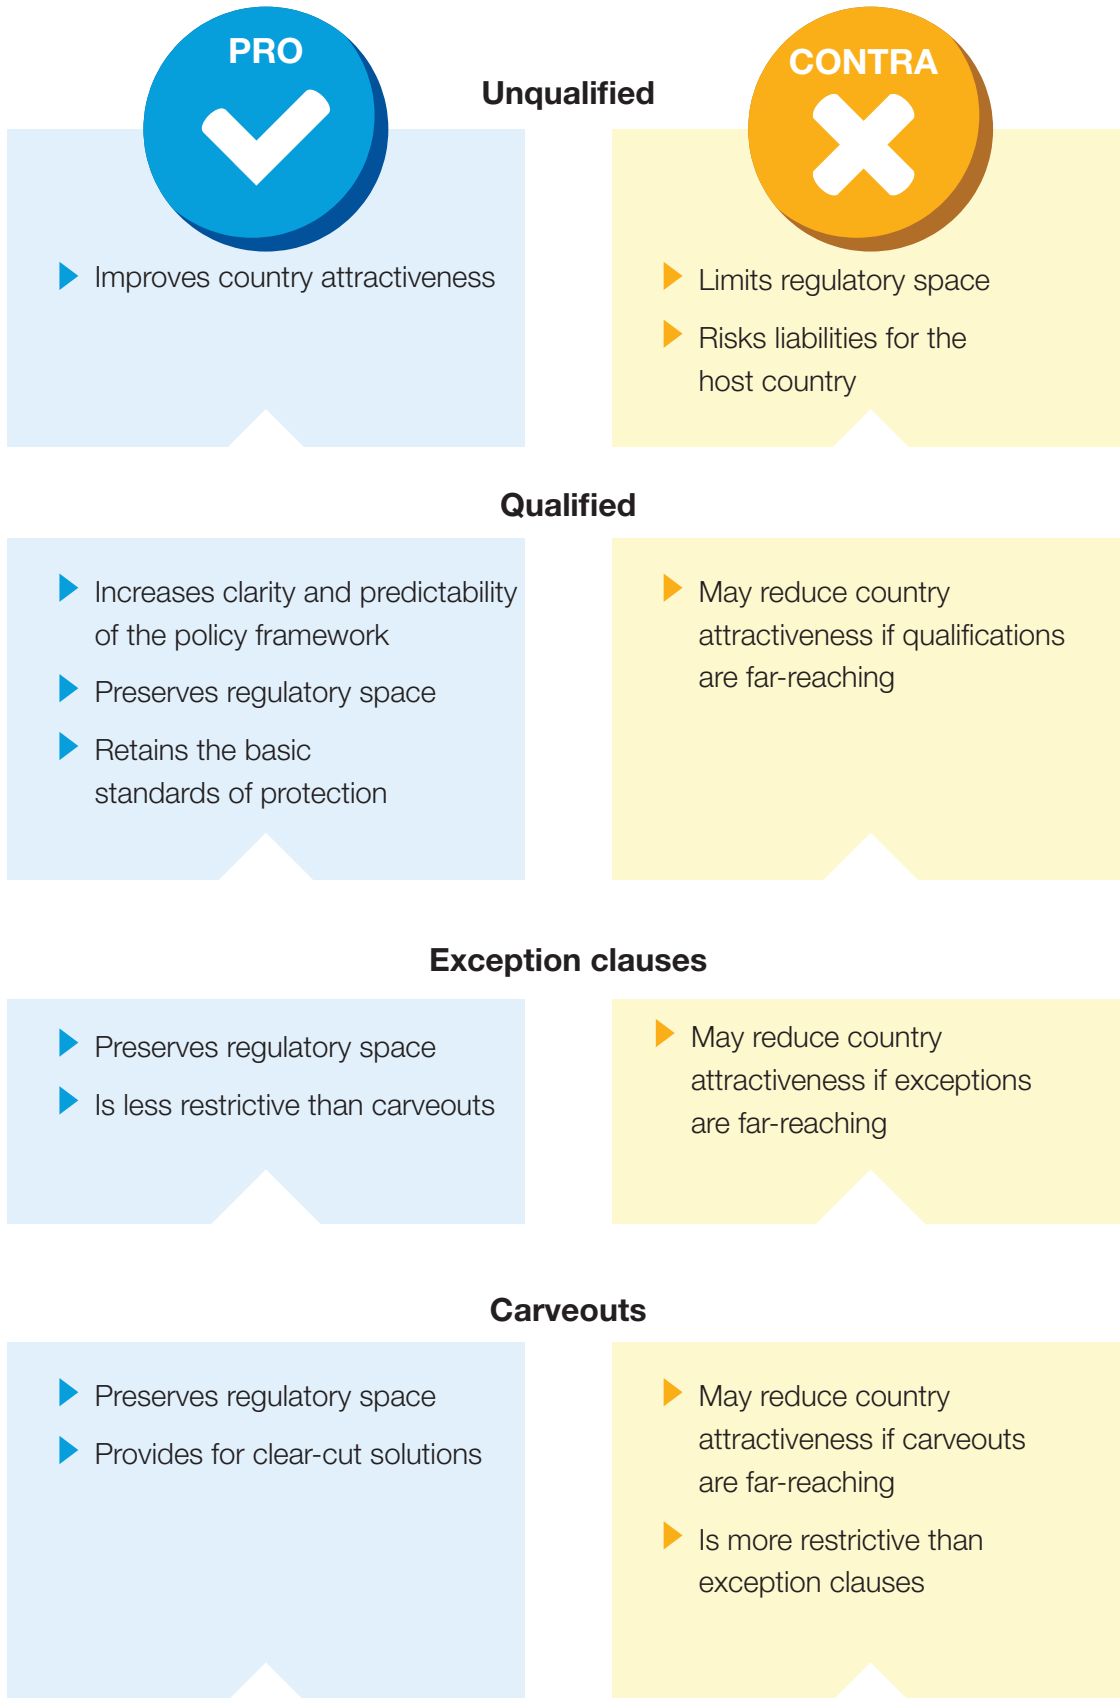 PRO
CONTRA
Unqualified
Improves country attractiveness
Limits regulatory space
Risks liabilities for the
host country
Qualified
Increases clarity and predictability
of the policy framework
Preserves regulatory space
Retains the basic
standards of protection
May reduce country
attractiveness if qualifications
are far-reaching
Exception clauses
Preserves regulatory space
Is less restrictive than carveouts
May reduce country
attractiveness if exceptions
are far-reaching
Carveouts
Preserves regulatory space
Provides for clear-cut solutions
May reduce country
attractiveness if carveouts
are far-reaching
Is more restrictive than
exception clauses